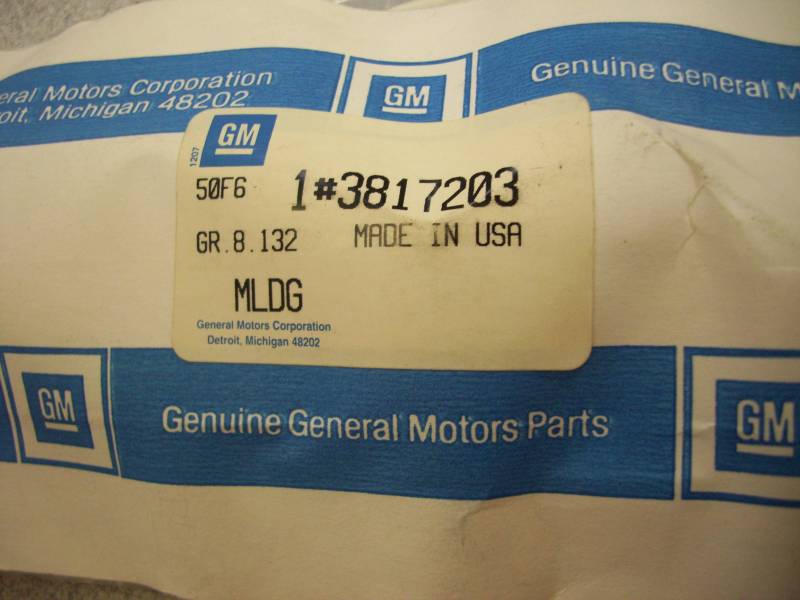 eral Motors Corporation
oit, Michigan 48202
GM
Genuine General M
GM
1207
50F6 1#3817203
GR.8.132 MADE IN USA
MLDG
General Motors Corporation
Detroit, Michigan 48202
GM
Genuine General Motors Parts
GM